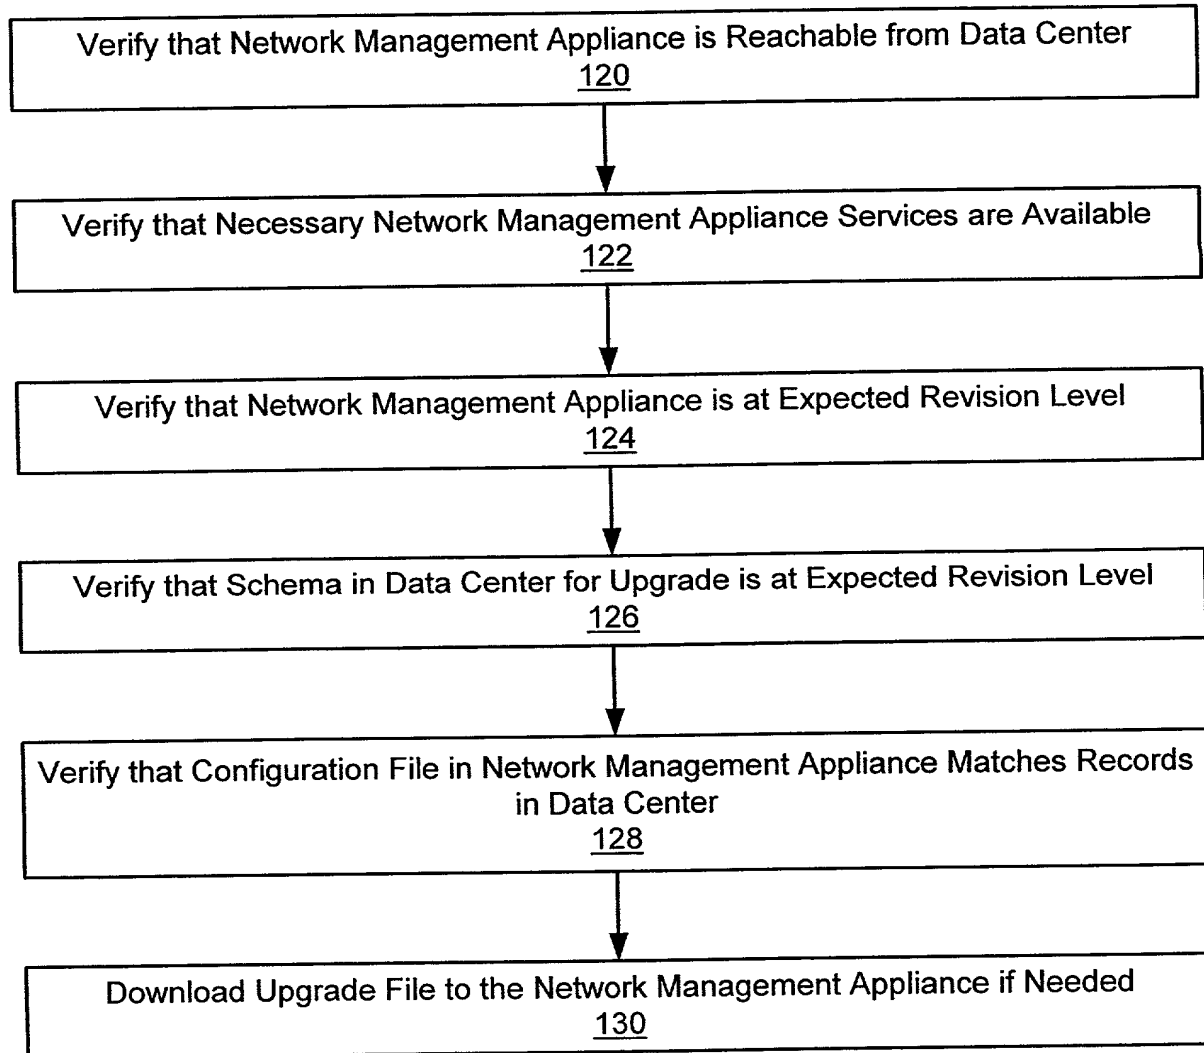 Verify that Network Management Appliance is Reachable from Data Center
120
Verify that Necessary Network Management Appliance Services are Available
122
Verify that Network Management Appliance is at Expected Revision Level
124
Verify that Schema in Data Center for Upgrade is at Expected Revision Level
126
Verify that Configuration File in Network Management Appliance Matches Records
in Data Center
128
Download Upgrade File to the Network Management Appliance if Needed
130